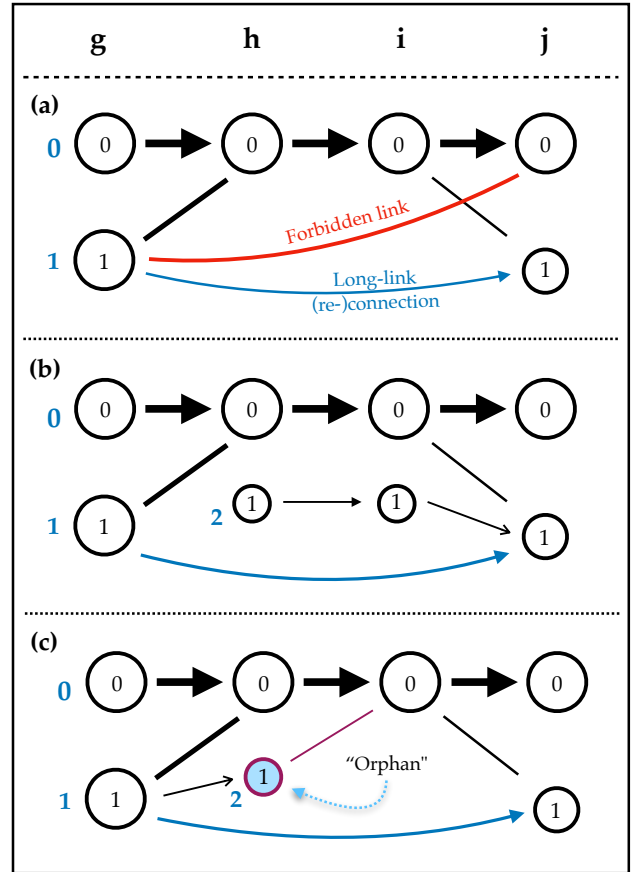 g h i j
(a)
0 0 0 0 0
Forbidden link
1 1 1
Long-link
(re-)connection
(b)
0 0 0 0 0
2 1 1
1 1 1
(c)
0 0 0 0 0
“Orphan"
1 1 2 1 1